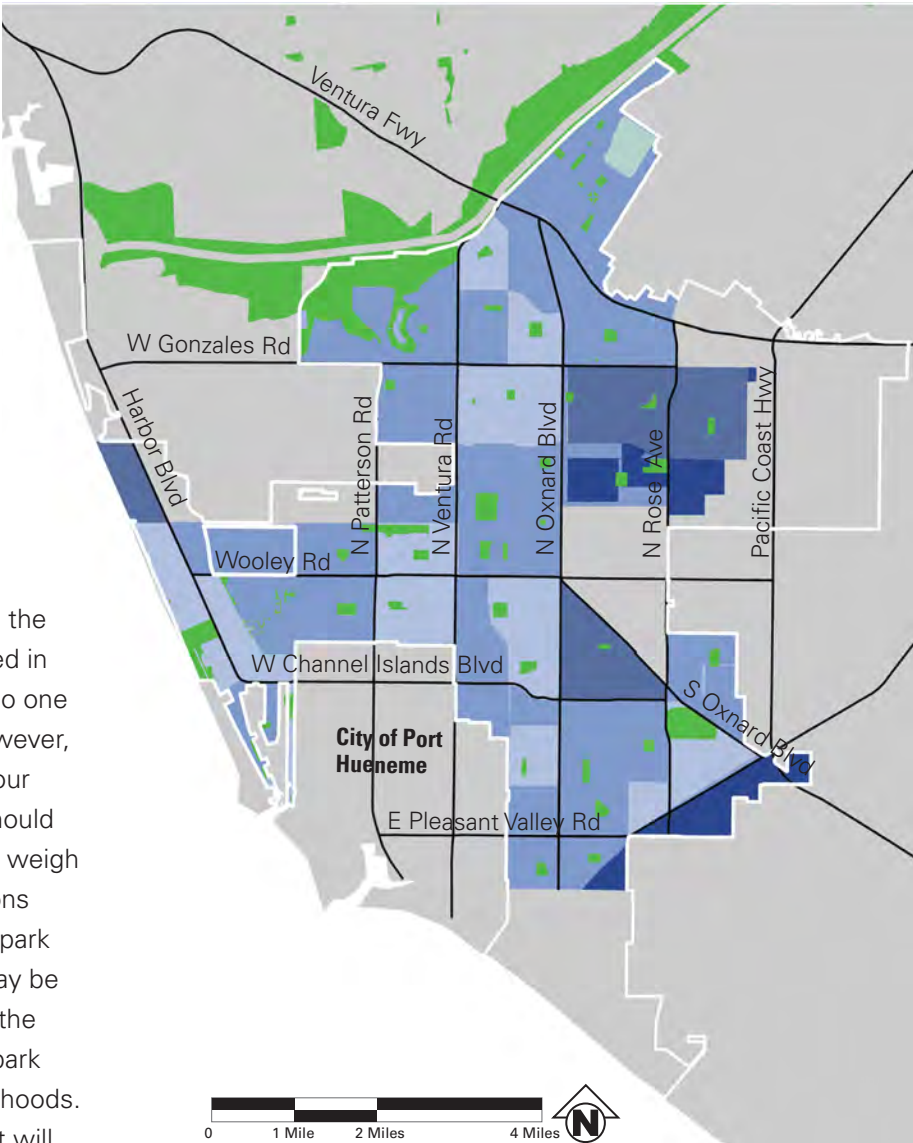 Ventura Fwy
W Gonzales Rd
Harbor Blvd
N Patterson Rd
N Ventura Rd
N Oxnard Blvd
N Rose Ave
Pacific Coast Hwy
Wooley Rd
W Channel Islands Blvd
S Oxnard Blvd
City of Port
Hueneme
E Pleasant Valley Rd
the
ed in
o one
wever,
our
hould
weigh
ons
park
ay be
the
park
hoods.
t will
0 1 Mile 2 Miles 4 Miles
N